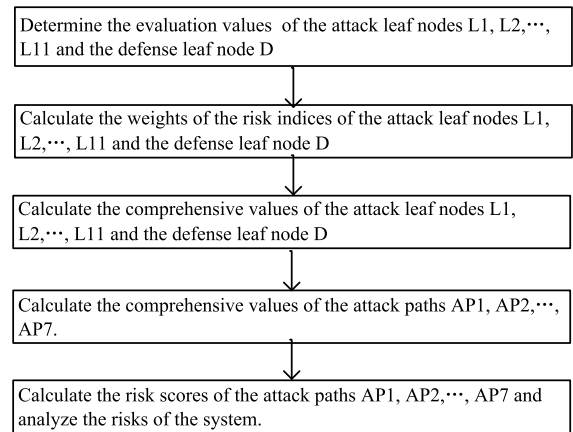 Determine the evaluation values of the attack leaf nodes L1, L2,···,
L11 and the defense leaf node D
Calculate the weights of the risk indices of the attack leaf nodes L1,
L2,···, L11 and the defense leaf node D
Calculate the comprehensive values of the attack leaf nodes L1,
L2,···, L11 and the defense leaf node D
Calculate the comprehensive values of the attack paths AP1, AP2,···,
AP7.
Calculate the risk scores of the attack paths AP1, AP2,···, AP7 and
analyze the risks of the system.